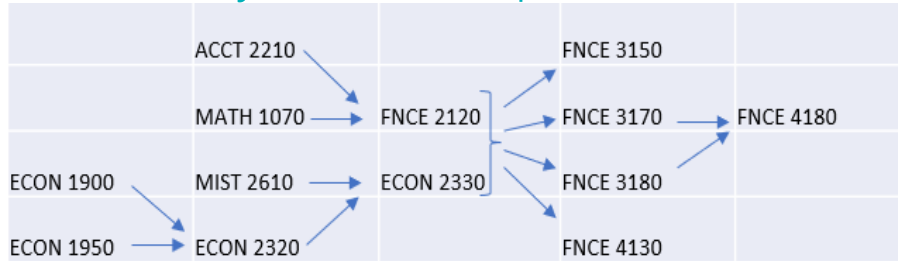 ACCT 2210 FNCE 3150
MATH 1070 FNCE 2120 FNCE 3170 FNCE 4180
ECON 1900 MIST 2610 ECON 2330 FNCE 3180
ECON 1950 ECON 2320 FNCE 4130